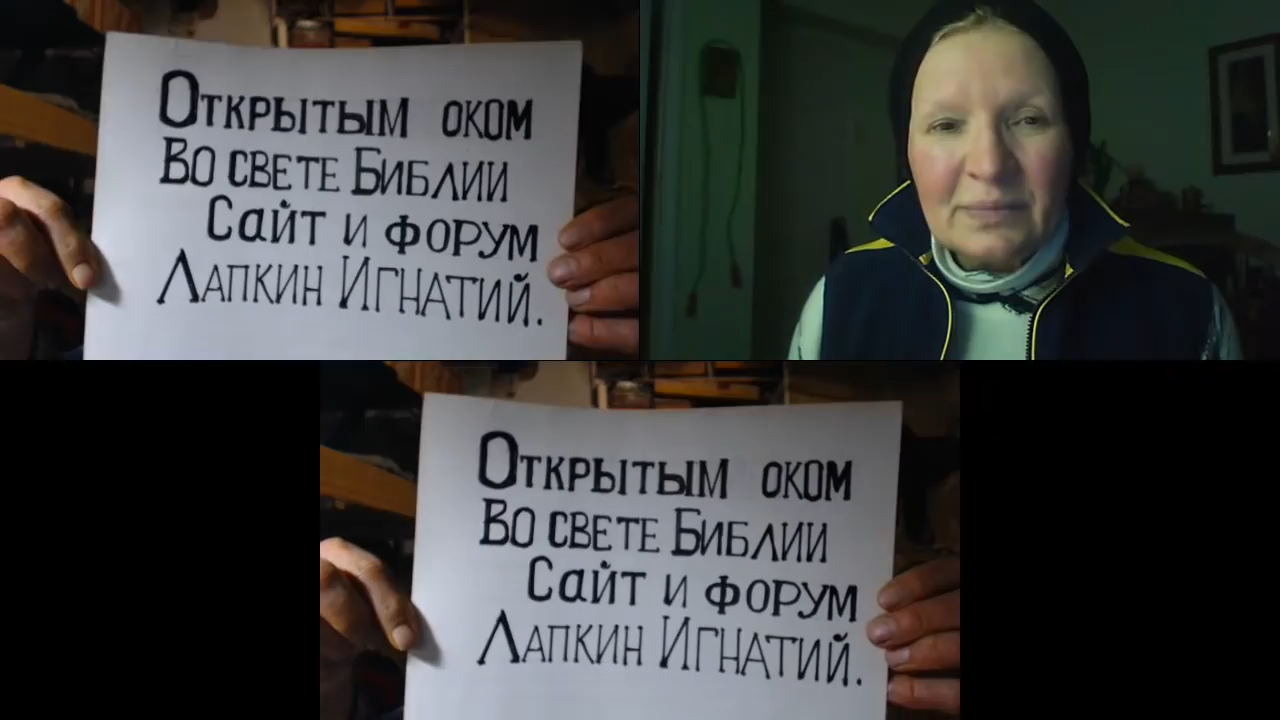 Открытым оком
Во свете Библии
Сайт и форум
Лапкин Игнатий.
Открытым оком
Во свете Библии
Сайт и форум
Лапкин Игнатий.